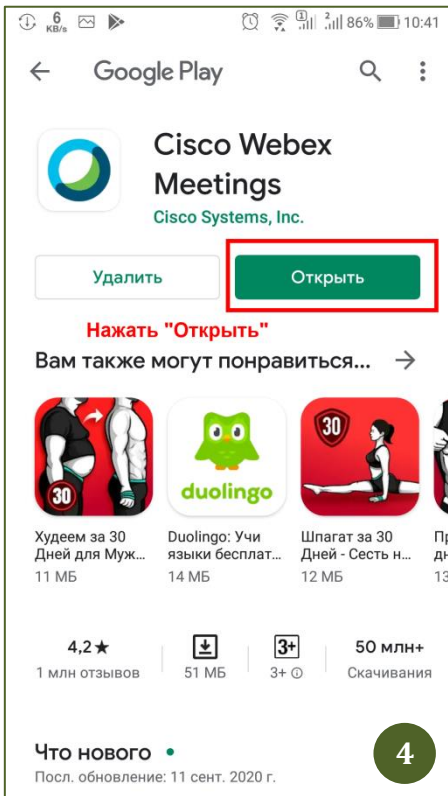 6
KB/s
1 2 86% 10:41
Google Play
Cisco Webex
Meetings
Cisco Systems, Inc.
Удалить
Открыть
Нажать "Открыть"
Вам также могут понравиться...
30
duolingo
30
Худеем за 30
Дней для Муж...
11 МБ
Duolingo: Учи
языки бесплат...
14 МБ
Шпагат за 30
Дней - Сесть н...
12 МБ
4,2★
1 млн отзывов
51 МБ
3+
3+
50 млн+
Скачивания
Что нового
Посл. обновление: 11 сент. 2020 г.
4